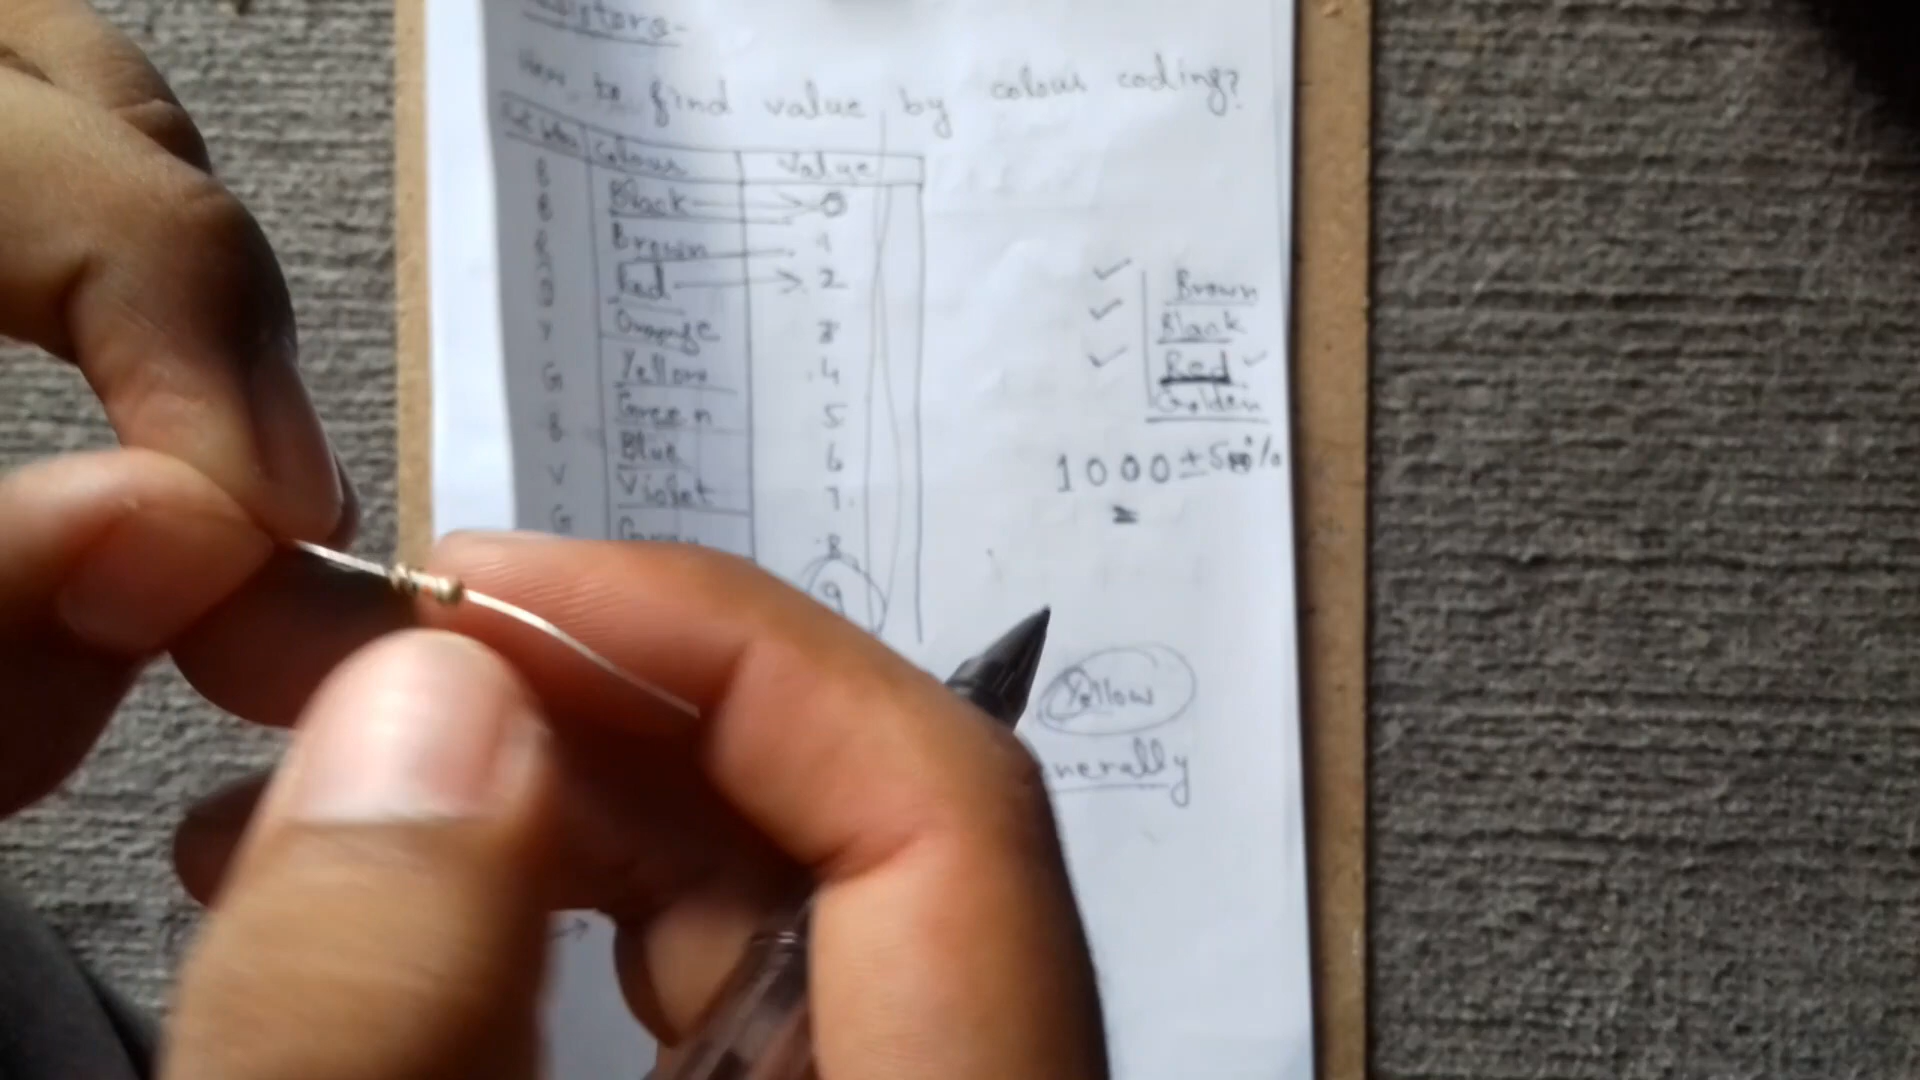 How to find value by colour coding?
Colour Value
B Black 0
B Brown 1
R Red 2
O Orange 3
Y Yellow 4
G Green 5
B Blue 6
V Violet 7
G 8
9
Brown
Black
Red
Golden
1000 ± 5%
Yellow